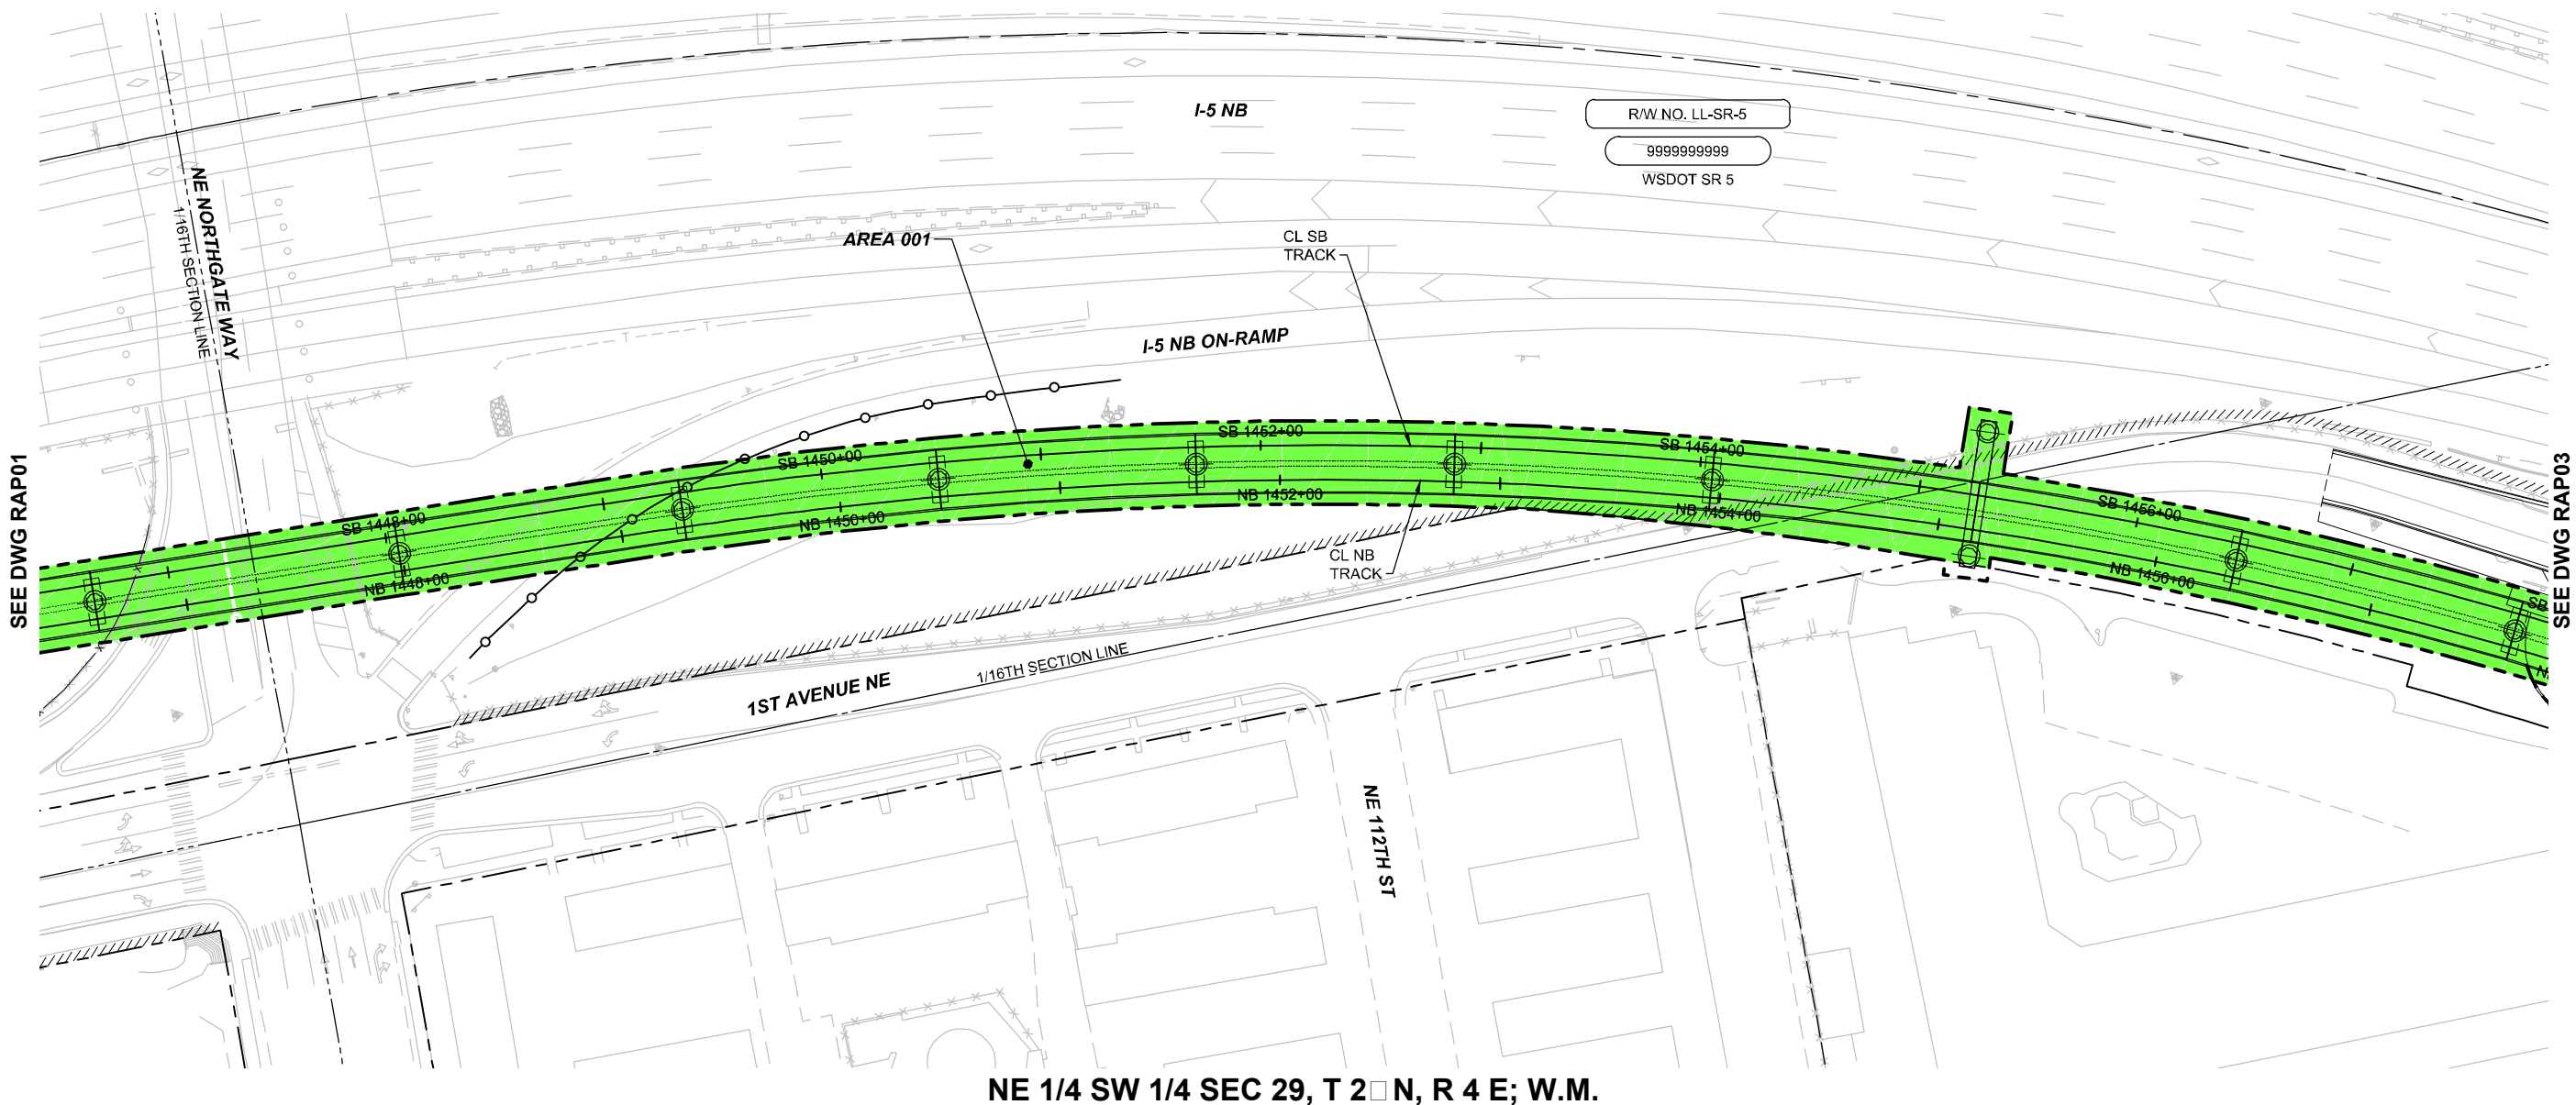 I-5 NB
R/W NO. LL-SR-5
9999999999
WSDOT SR 5
NE NORTHGATE WAY
1/16TH SECTION LINE
AREA 001
CL SB
TRACK
I-5 NB ON-RAMP
SEE DWG RAP01
SB 1448+00
NB 1448+00
SB 1450+00
NB 1450+00
SB 1452+00
NB 1452+00
SB 1454+00
NB 1454+00
SB 1456+00
NB 1456+00
SB
N
SEE DWG RAP03
CL NB
TRACK
1ST AVENUE NE
1/16TH SECTION LINE
NE 112TH ST
NE 1/4 SW 1/4 SEC 29, T 2□ N, R 4 E; W.M.